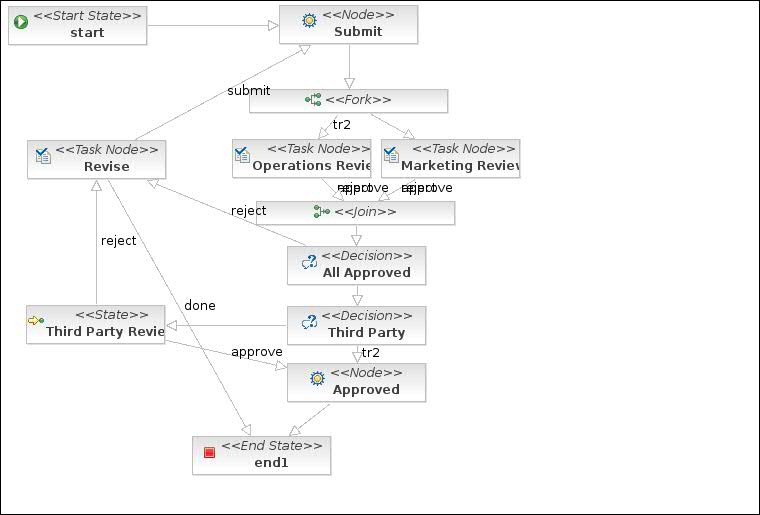 <<Start State>>
start
<<Node>>
Submit
submit
<<Fork>>
tr2
<<Task Node>>
Revise
<<Task Node>>
Operations Revie
<<Task Node>>
Marketing Review
approve
approve
reject
<<Join>>
<<Decision>>
All Approved
reject
done
<<State>>
Third Party Revie
<<Decision>>
Third Party
approve
tr2
<<Node>>
Approved
<<End State>>
end1